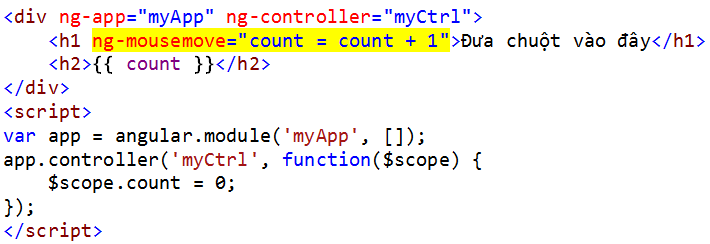 <div ng-app="myApp" ng-controller="myCtrl">
    <h1 ng-mousemove="count = count + 1">Đưa chuột vào đây</h1>
    <h2>{{ count }}</h2>
</div>
<script>
var app = angular.module('myApp', []);
app.controller('myCtrl', function($scope) {
    $scope.count = 0;
});
</script>